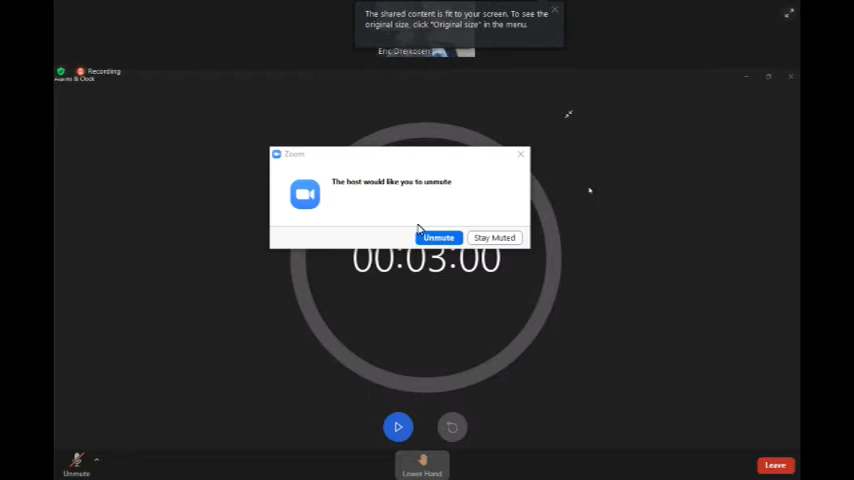 The shared content is fit to your screen. To see the
original size, click "Original size" in the menu.
Recording
& Clock
Zoom
The host would like you to unmute
Unmute
Stay Muted
00:03:00
Unmute
Lower Hand
Leave